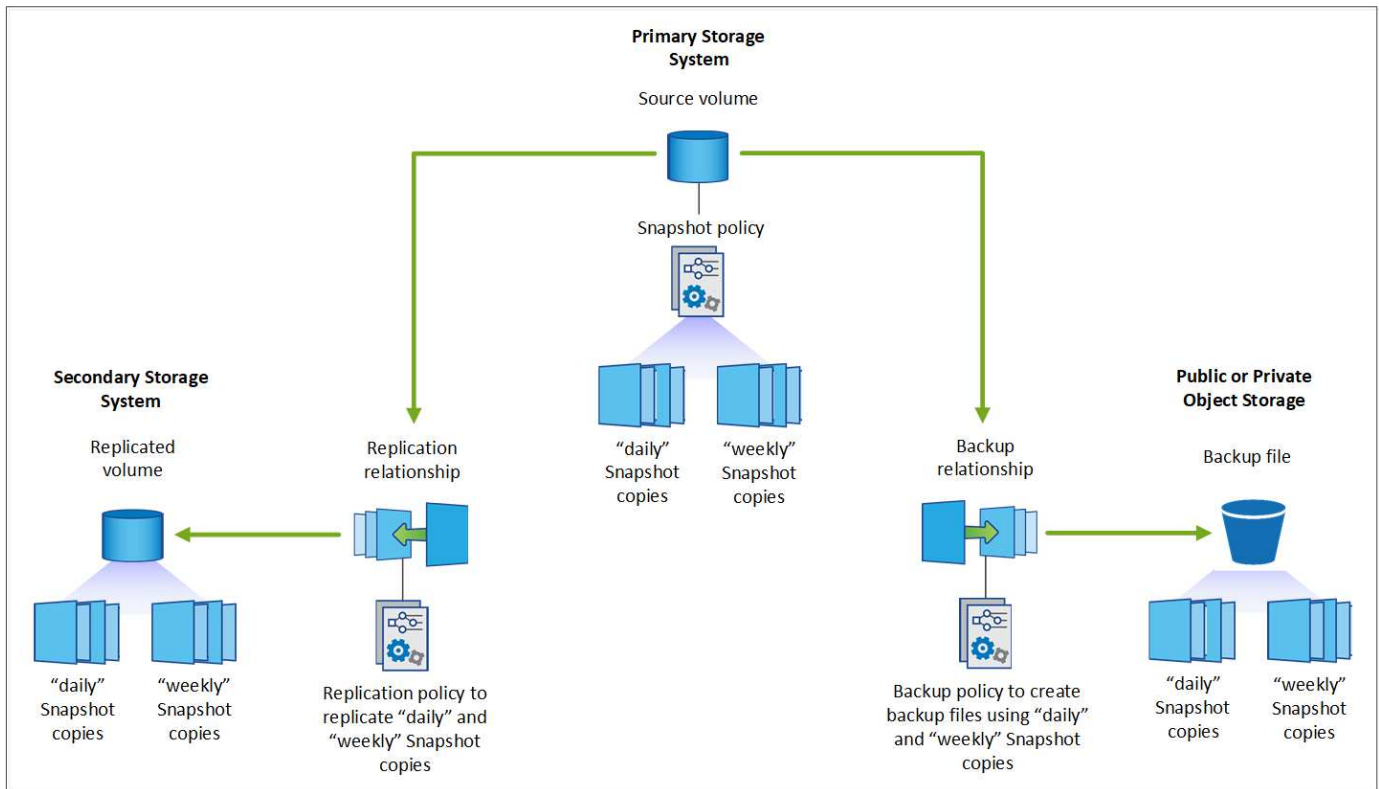 Primary Storage
System
Source volume
Snapshot policy
"daily"
Snapshot
copies
"weekly"
Snapshot
copies
Secondary Storage
System
Replicated
volume
"daily"
Snapshot
copies
"weekly"
Snapshot
copies
Replication
relationship
Replication policy to
replicate "daily" and
"weekly" Snapshot
copies
Backup
relationship
Backup policy to create
backup files using "daily"
and "weekly" Snapshot
copies
Public or Private
Object Storage
Backup file
"daily"
Snapshot
copies
"weekly"
Snapshot
copies